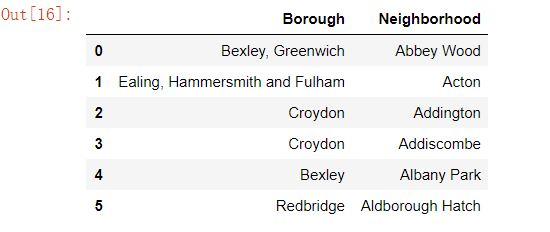 Out[16]:
Borough Neighborhood
0 Bexley, Greenwich Abbey Wood
1 Ealing, Hammersmith and Fulham Acton
2 Croydon Addington
3 Croydon Addiscombe
4 Bexley Albany Park
5 Redbridge Aldborough Hatch